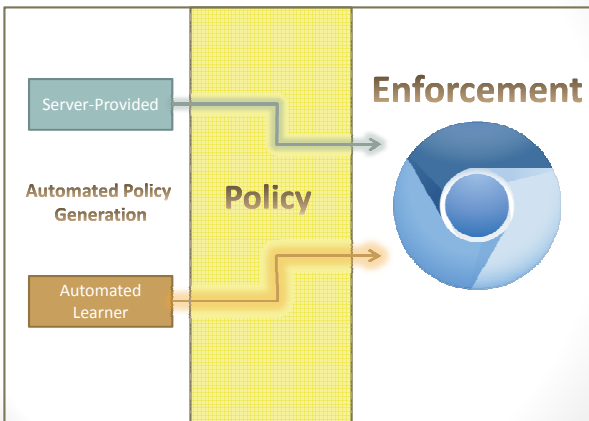 Server-Provided
Automated Policy
Generation
Automated
Learner
Policy
Enforcement